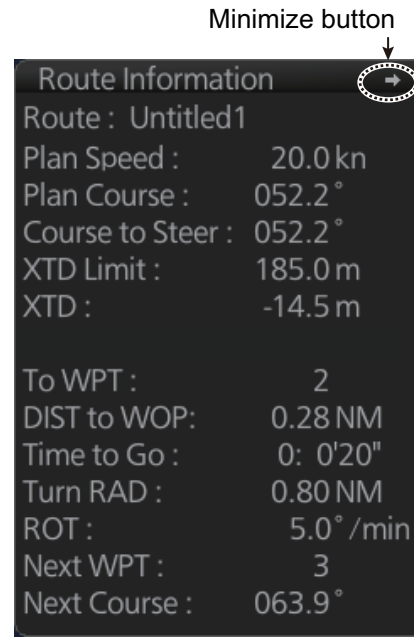 Minimize button
Route Information
Route : Untitled1
Plan Speed : 20.0 kn
Plan Course : 052.2°
Course to Steer : 052.2°
XTD Limit : 185.0 m
XTD : -14.5 m
To WPT : 2
DIST to WOP: 0.28 NM
Time to Go : 0: 0'20"
Turn RAD : 0.80 NM
ROT : 5.0°/min
Next WPT : 3
Next Course : 063.9°